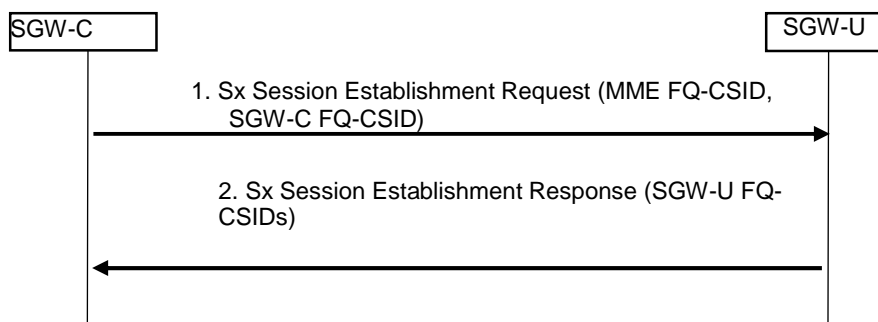 SGW-C
SGW-U
1. Sx Session Establishment Request (MME FQ-CSID,
SGW-C FQ-CSID)
2. Sx Session Establishment Response (SGW-U FQ-
CSIDs)